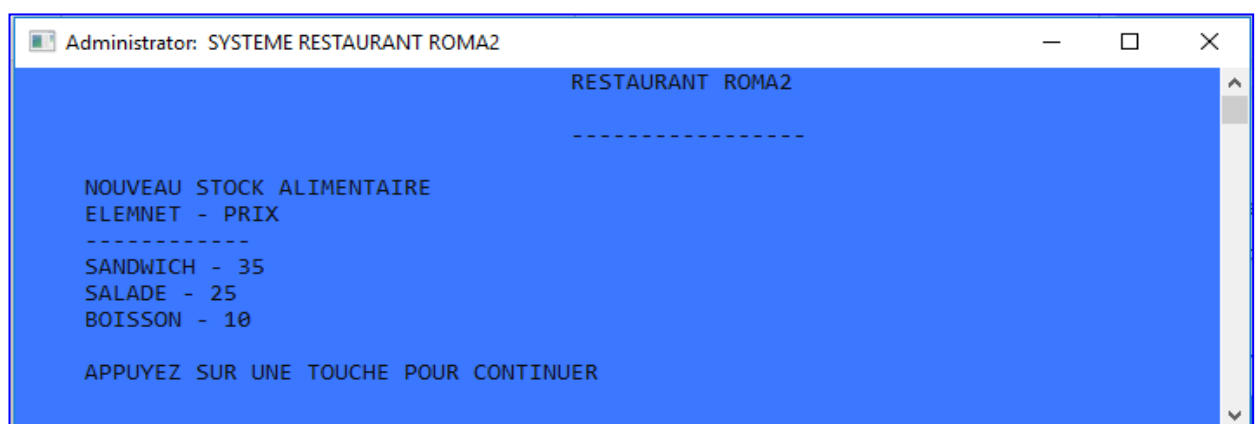 Administrator: SYSTEME RESTAURANT ROMA2
RESTAURANT ROMA2
-----------------
NOUVEAU STOCK ALIMENTAIRE
ELEMNET - PRIX
------------
SANDWICH - 35
SALADE - 25
BOISSON - 10
APPUYEZ SUR UNE TOUCHE POUR CONTINUER